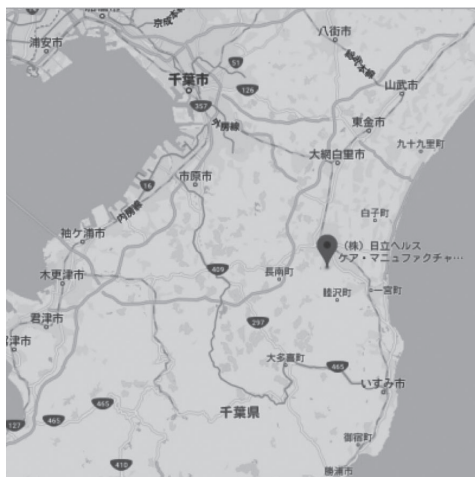 京成本線
浦安市
八街市
総武本線
51
千葉市
126
山武市
357
外房線
東金市
九十九里町
大網白里市
16
市原市
内房線
白子町
袖ケ浦市
(株)日立ヘルス
ケア・マニュファクチャ…
409
長南町
木更津市
睦沢町
一宮町
君津市
297
富津市
大多喜町
465
いすみ市
465
465
千葉県
127
御宿町
410
勝浦市